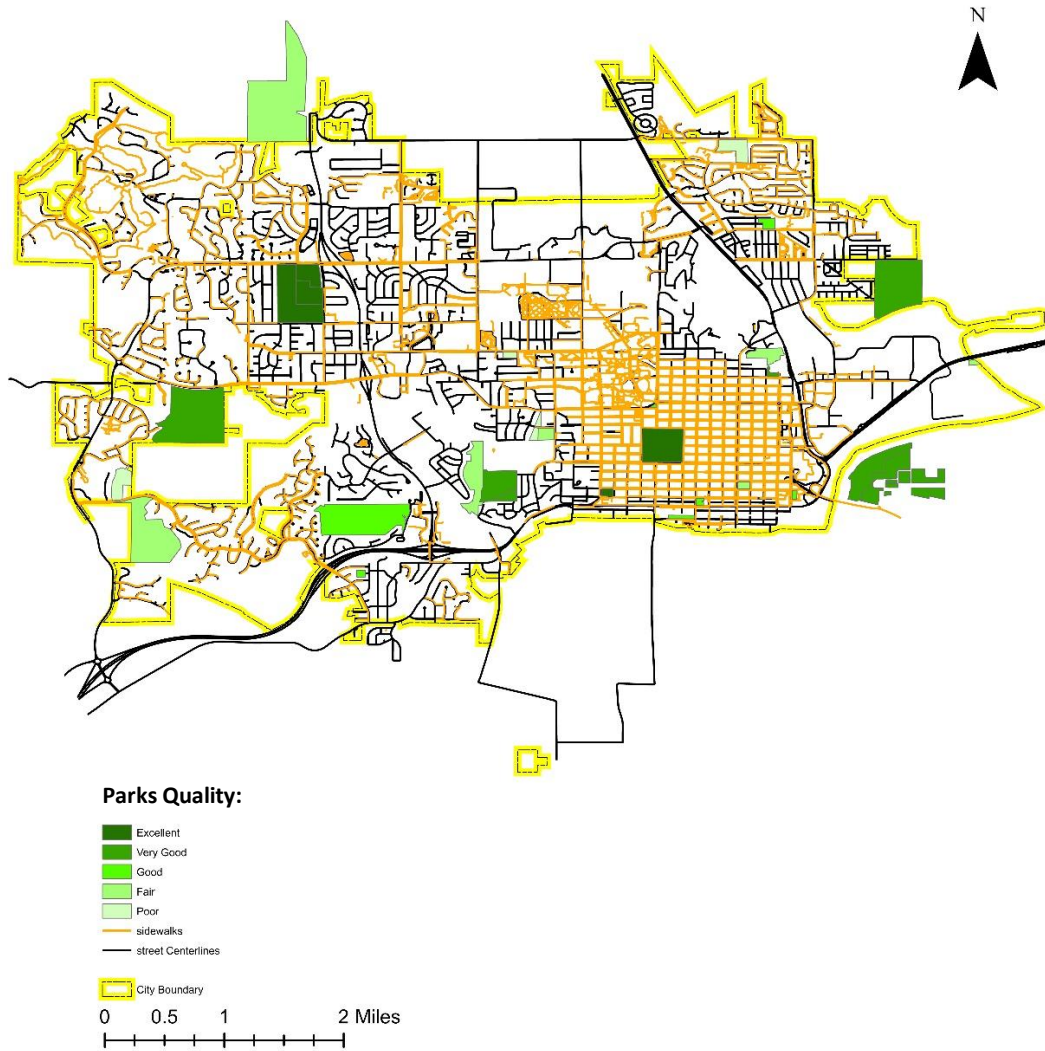 N
Parks Quality:
Excellent
Very Good
Good
Fair
Poor
sidewalks
street Centerlines
City Boundary
0 0.5 1 2 Miles